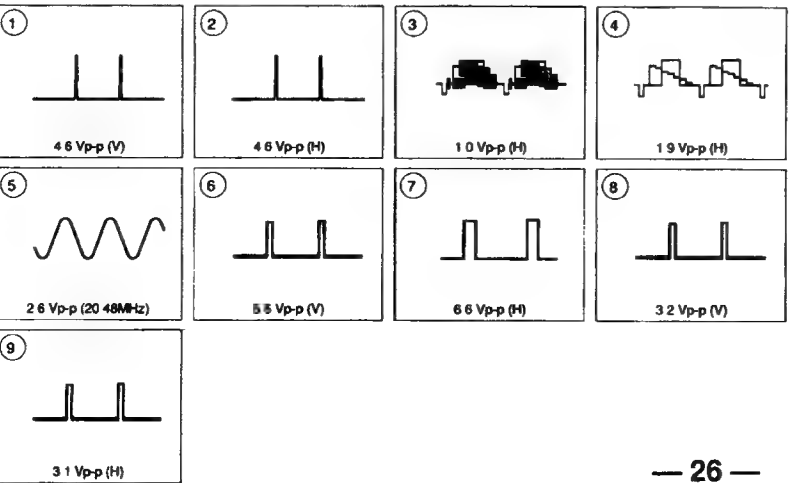 1
2
3
4
4 6 Vp-p (V)
4 6 Vp-p (H)
1 0 Vp-p (H)
1 9 Vp-p (H)
5
6
7
8
2 6 Vp-p (20 48MHz)
5 5 Vp-p (V)
6 6 Vp-p (H)
3 2 Vp-p (V)
9
3 1 Vp-p (H)
— 26 —